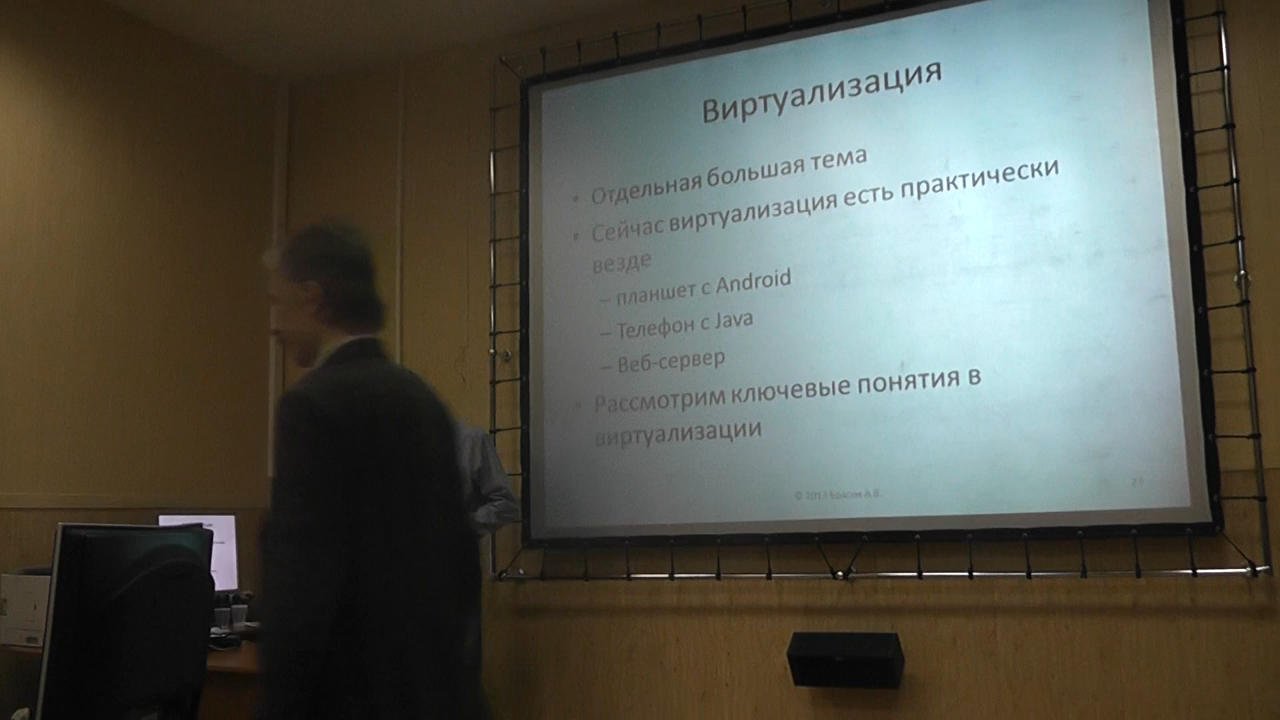 Виртуализация
• Отдельная большая тема
• Сейчас виртуализация есть практически
везде
– планшет с Android
– Телефон с Java
– Веб-сервер
• Рассмотрим ключевые понятия в
виртуализации
© 2013 А.В.